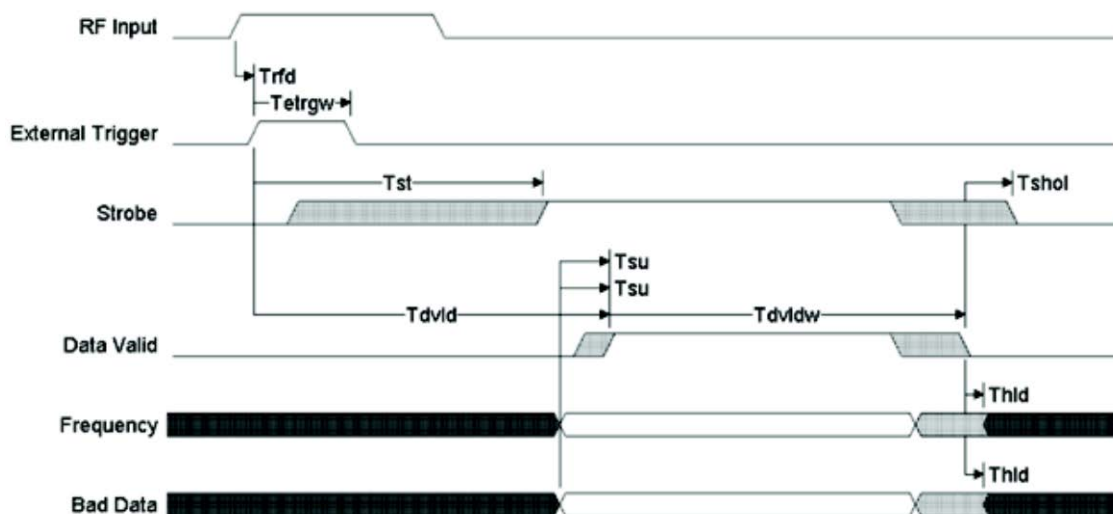 RF Input
Trfd
Tetrgw
External Trigger
Tst
Tshol
Strobe
Tsu
Tsu
Tdvld
Tdvldw
Data Valid
Thld
Frequency
Thld
Bad Data